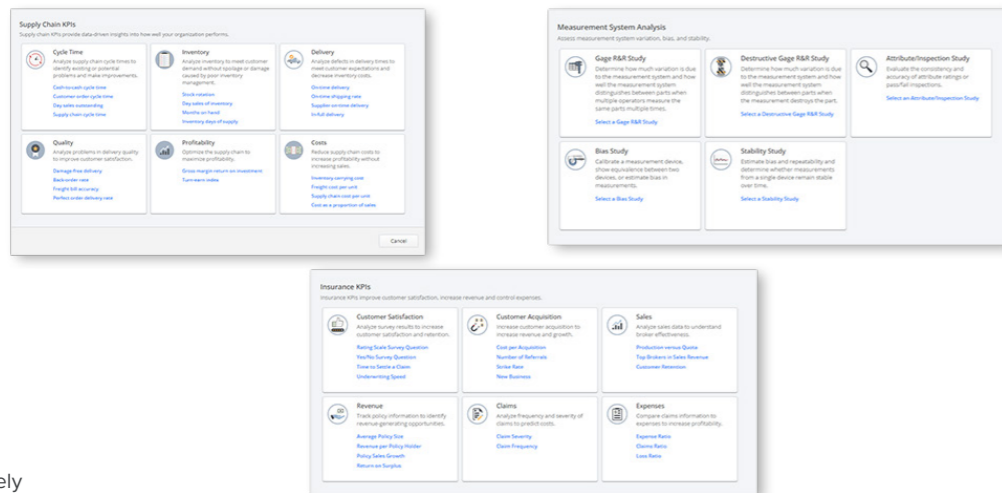 Supply Chain KPIs
Supply chain KPIs provide data-driven insights into how well your organization performs.
Cycle Time
Analyze supply chain cycle times to
identify existing or potential
problems and make improvements.
Cash-to-cash cycle time
Customer order cycle time
Day sales outstanding
Supply chain cycle time
Inventory
Analyze inventory to meet customer
demand without spoilage or damage
caused by poor inventory
management.
Stock rotation
Day sales of inventory
Months on hand
Inventory days of supply
Delivery
Analyze defects in delivery times to
meet customer expectations and
decrease inventory costs.
On-time delivery
On-time shipping rate
Supplier on-time delivery
In-full delivery
Quality
Analyze problems in delivery quality
to improve customer satisfaction.
Damage-free delivery
Back-order rate
Freight bill accuracy
Perfect order delivery rate
Profitability
Optimize the supply chain to
maximize profitability.
Gross margin return on investment
Turn-earn index
Costs
Reduce supply chain costs to
increase profitability without
increasing sales.
Inventory carrying cost
Freight cost per unit
Supply chain cost per unit
Cost as a proportion of sales
Cancel
Measurement System Analysis
Assess measurement system variation, bias, and stability.
Gage R&R Study
Determine how much variation is due
to the measurement system and how
well the measurement system
distinguishes between parts when
multiple operators measure the
same parts multiple times.
Select a Gage R&R Study
Destructive Gage R&R Study
Determine how much variation is due
to the measurement system and how
well the measurement system
distinguishes between parts when
the measurement destroys the part.
Select a Destructive Gage R&R Study
Attribute/Inspection Study
Evaluate the consistency and
accuracy of attribute ratings or
pass/fail inspections.
Select an Attribute/Inspection Study
Bias Study
Calibrate a measurement device,
show equivalence between two
devices, or estimate bias in
measurements.
Select a Bias Study
Stability Study
Estimate bias and repeatability and
determine whether measurements
from a single device remain stable
over time.
Select a Stability Study
Insurance KPIs
Insurance KPIs improve customer satisfaction, increase revenue and control expenses.
Customer Satisfaction
Analyze survey results to increase
customer satisfaction and retention.
Rating Scale Survey Question
Yes/No Survey Question
Time to Settle a Claim
Underwriting Speed
Customer Acquisition
Increase customer acquisition to
increase revenue and growth.
Cost per Acquisition
Number of Referrals
Strike Rate
New Business
Sales
Analyze sales data to understand
broker effectiveness.
Production versus Quota
Top Brokers in Sales Revenue
Customer Retention
Revenue
Track policy information to identify
revenue generating opportunities.
Average Policy Size
Revenue per Policy Holder
Policy Sales Growth
Return on Surplus
Claims
Analyze frequency and severity of
claims to predict costs.
Claim Severity
Claim Frequency
Expenses
Compare claims information to
expenses to increase profitability.
Expense Ratio
Claims Ratio
Loss Ratio
ely